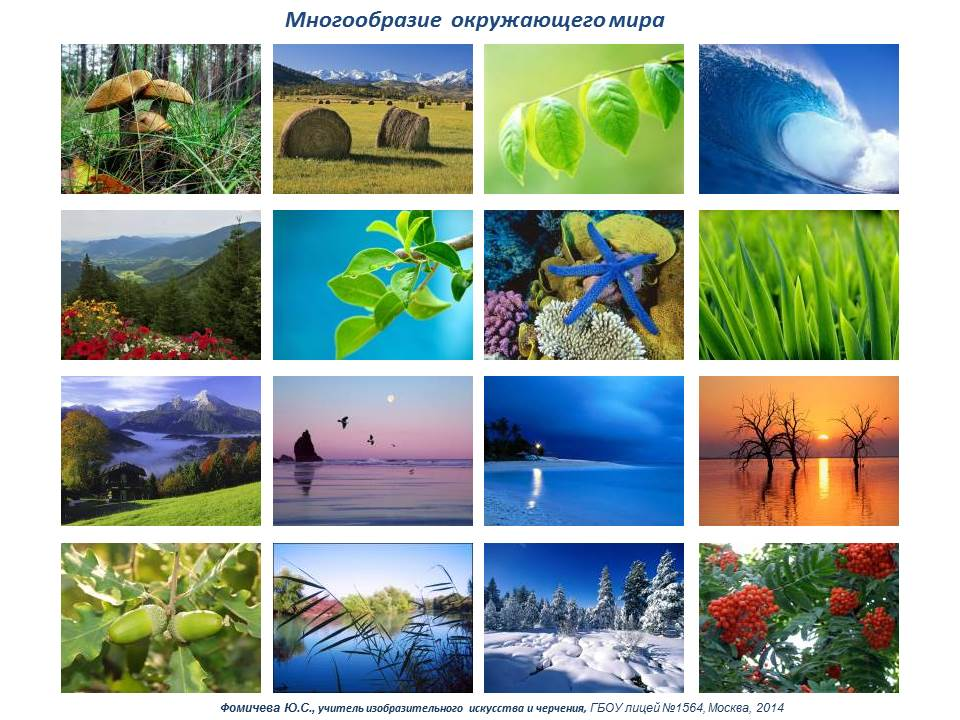 Многообразие окружающего мира
Фомичева Ю.С., учитель изобразительного искусства и черчения, ГБОУ лицей №1564, Москва, 2014